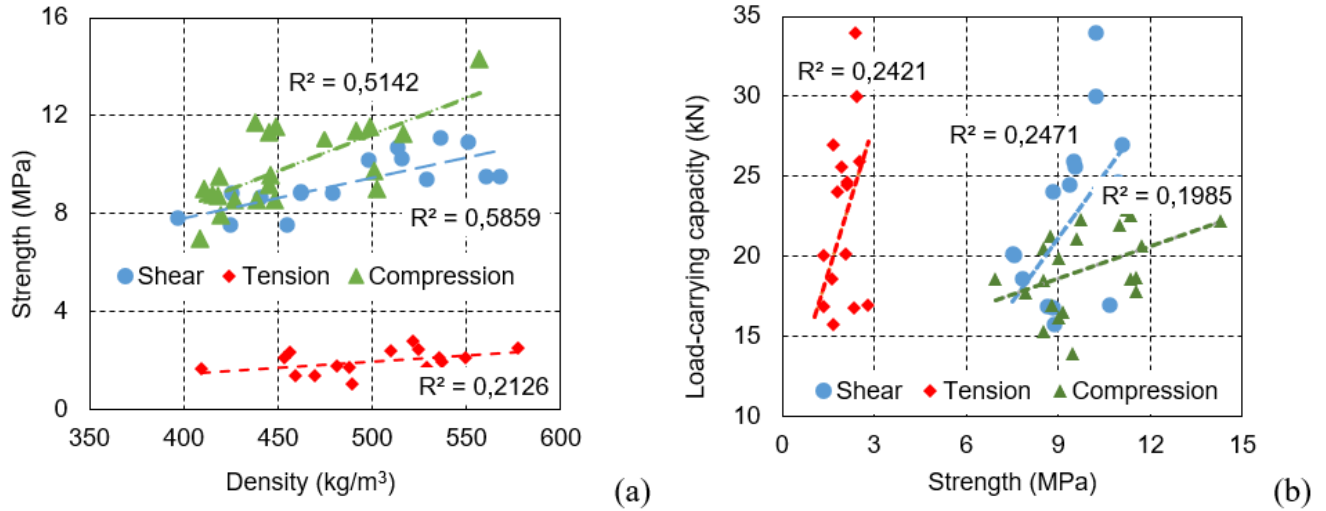 16
12
8
4
0
Strength (MPa)
R² = 0,5142
R² = 0,5859
Shear Tension Compression
R² = 0,2126
350 400 450 500 550 600
Density (kg/m³)
(a)
35
30
25
20
15
10
Load-carrying capacity (kN)
R² = 0,2421
R² = 0,2471
R² = 0,1985
Shear Tension Compression
0 3 6 9 12 15
Strength (MPa)
(b)